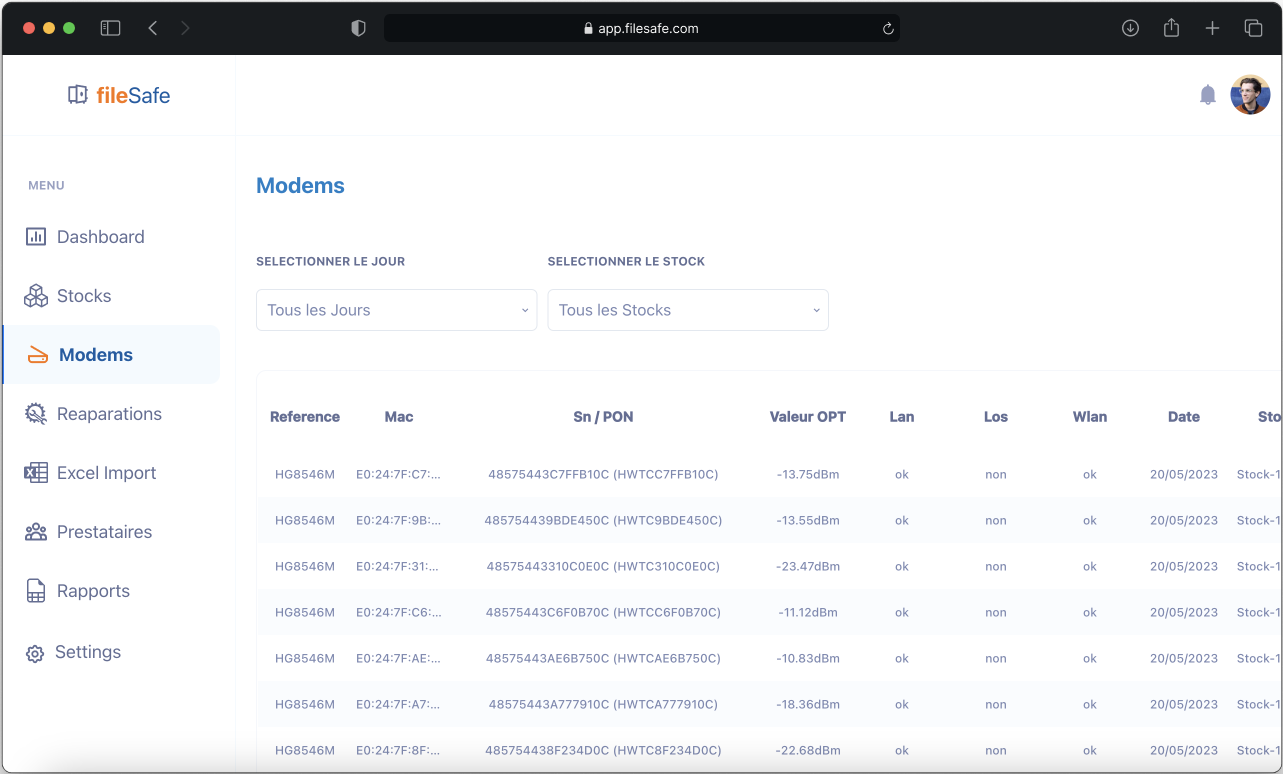 app.filesafe.com
fileSafe
MENU
Dashboard
Stocks
Modems
Reaparations
Excel Import
Prestataires
Rapports
Settings
Modems
SELECTIONNER LE JOUR SELECTIONNER LE STOCK
Tous les Jours Tous les Stocks
Reference Mac Sn / PON Valeur OPT Lan Los Wlan Date Sto
HG8546M E0:24:7F:C7:... 48575443C7FFB10C (HWTCC7FFB10C) -13.75dBm ok non ok 20/05/2023 Stock-1
HG8546M E0:24:7F:9B:... 485754439BDE450C (HWTC9BDE450C) -13.55dBm ok non ok 20/05/2023 Stock-1
HG8546M E0:24:7F:31:... 48575443310C0E0C (HWTC310C0E0C) -23.47dBm ok non ok 20/05/2023 Stock-1
HG8546M E0:24:7F:C6:... 48575443C6F0B70C (HWTCC6F0B70C) -11.12dBm ok non ok 20/05/2023 Stock-1
HG8546M E0:24:7F:AE:... 48575443AE6B750C (HWTCAE6B750C) -10.83dBm ok non ok 20/05/2023 Stock-1
HG8546M E0:24:7F:A7:... 48575443A777910C (HWTCA777910C) -18.36dBm ok non ok 20/05/2023 Stock-1
HG8546M E0:24:7F:8F:... 485754438F234D0C (HWTC8F234D0C) -22.68dBm ok non ok 20/05/2023 Stock-1